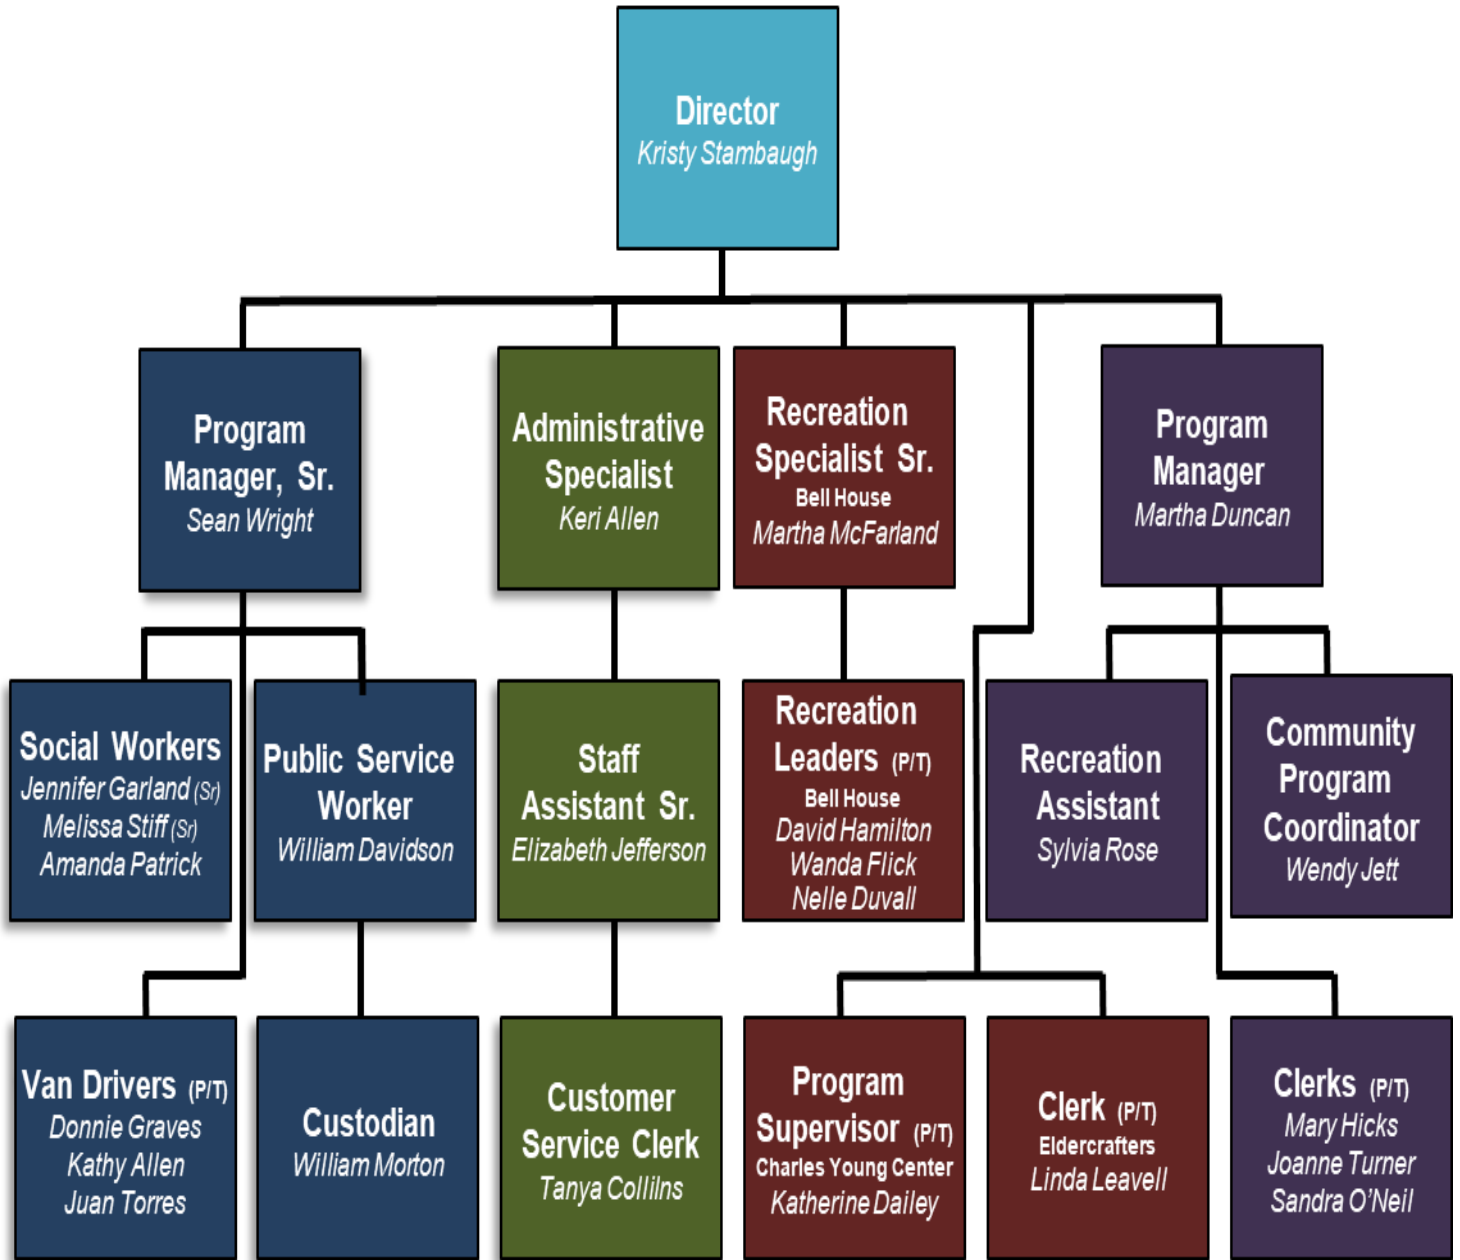 Director
Kristy Stambaugh
Program
Manager, Sr.
Sean Wright
Administrative
Specialist
Keri Allen
Recreation
Specialist Sr.
Bell House
Martha McFarland
Program
Manager
Martha Duncan
Social Workers
Jennifer Garland (Sr)
Melissa Stiff (Sr)
Amanda Patrick
Public Service
Worker
William Davidson
Staff
Assistant Sr.
Elizabeth Jefferson
Recreation
Leaders (P/T)
Bell House
David Hamilton
Wanda Flick
Nelle Duvall
Recreation
Assistant
Sylvia Rose
Community
Program
Coordinator
Wendy Jett
Van Drivers (P/T)
Donnie Graves
Kathy Allen
Juan Torres
Custodian
William Morton
Customer
Service Clerk
Tanya Collilns
Program
Supervisor (P/T)
Charles Young Center
Katherine Dailey
Clerk (P/T)
Eldercrafters
Linda Leavell
Clerks (P/T)
Mary Hicks
Joanne Turner
Sandra O'Neil